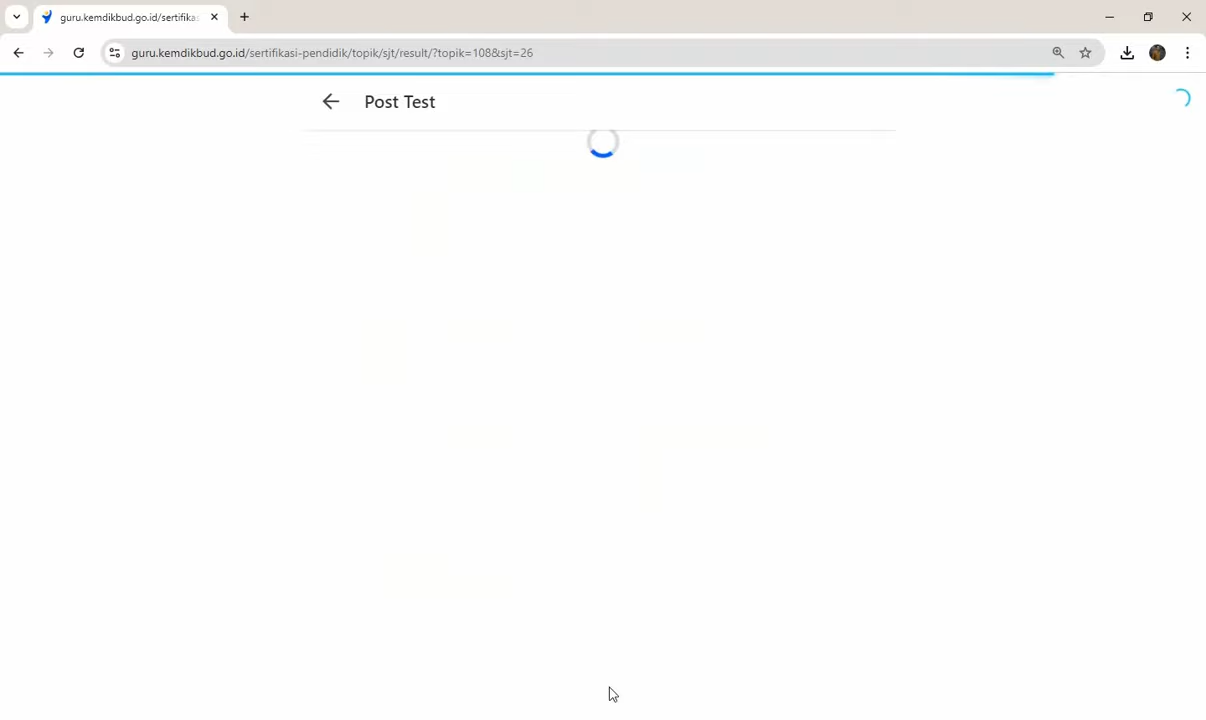 guru.kemdikbud.go.id/sertifika
guru.kemdikbud.go.id/sertifikasi-pendidik/topik/sjt/result/?topik=108&sjt=26
Post Test